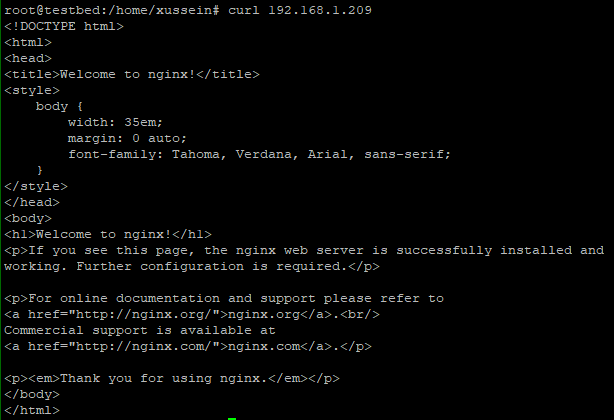 root@testbed:/home/xussein# curl 192.168.1.209
<!DOCTYPE html>
<html>
<head>
<title>Welcome to nginx!</title>
<style>
    body {
        width: 35em;
        margin: 0 auto;
        font-family: Tahoma, Verdana, Arial, sans-serif;
    }
</style>
</head>
<body>
<h1>Welcome to nginx!</h1>
<p>If you see this page, the nginx web server is successfully installed and
working. Further configuration is required.</p>

<p>For online documentation and support please refer to
<a href="http://nginx.org/">nginx.org</a>.<br/>
Commercial support is available at
<a href="http://nginx.com/">nginx.com</a>.</p>

<p><em>Thank you for using nginx.</em></p>
</body>
</html>